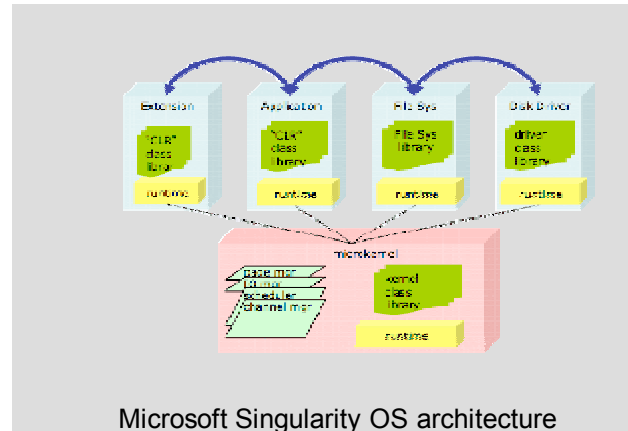 Extension
Application
File Sys
Disk Driver
"CLR"
class
library
"CLR"
class
library
File Sys
library
driver
class
library
runtime
runtime
runtime
runtime
microkernel
page mgr
scheduler
channel mgr
kernel
class
library
runtime
Microsoft Singularity OS architecture